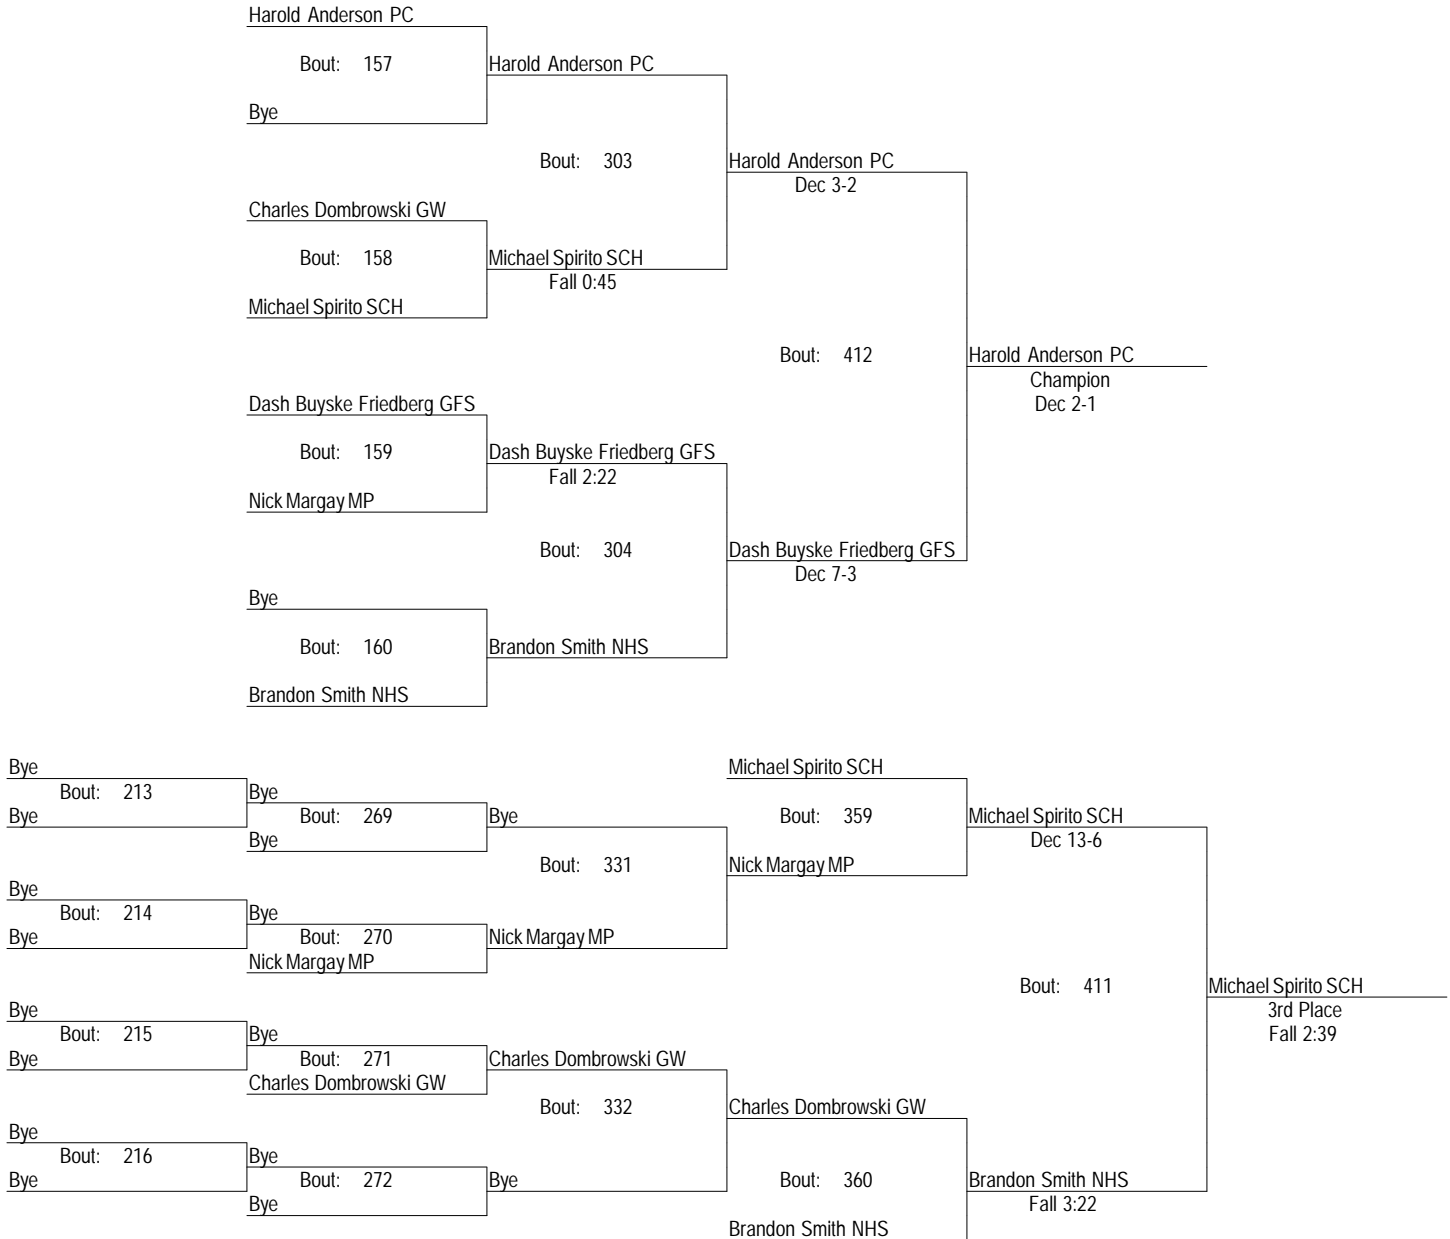 Harold Anderson PC
Bout: 157
Harold Anderson PC
Bye
Bout: 303
Harold Anderson PC
Dec 3-2
Charles Dombrowski GW
Bout: 158
Michael Spirito SCH
Fall 0:45
Michael Spirito SCH
Bout: 412
Harold Anderson PC
Champion
Dec 2-1
Dash Buyske Friedberg GFS
Bout: 159
Dash Buyske Friedberg GFS
Fall 2:22
Nick Margay MP
Bout: 304
Dash Buyske Friedberg GFS
Dec 7-3
Bye
Bout: 160
Brandon Smith NHS
Brandon Smith NHS
Bye
Michael Spirito SCH
Bout: 213
Bye
Bye
Bout: 269
Bye
Bout: 359
Michael Spirito SCH
Dec 13-6
Bye
Bout: 331
Nick Margay MP
Bye
Bout: 214
Bye
Bye
Bout: 270
Nick Margay MP
Nick Margay MP
Bout: 411
Michael Spirito SCH
3rd Place
Fall 2:39
Bye
Bout: 215
Bye
Bye
Bout: 271
Charles Dombrowski GW
Charles Dombrowski GW
Bout: 332
Charles Dombrowski GW
Bye
Bout: 216
Bye
Bye
Bout: 272
Bye
Bout: 360
Brandon Smith NHS
Fall 3:22
Bye
Brandon Smith NHS